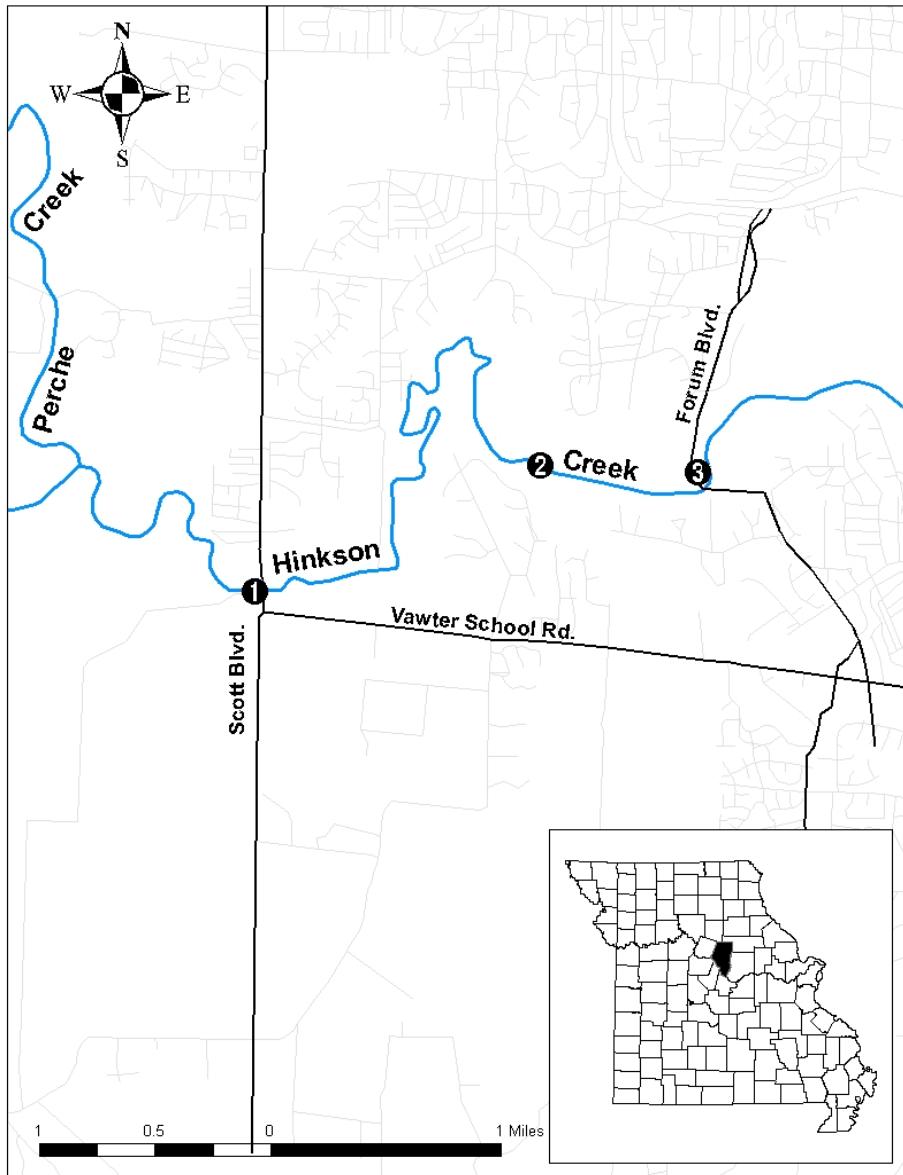 N
W E
S
Creek
Perche
Forum Blvd.
2 Creek
3
Hinkson
1
Vawter School Rd.
Scott Blvd.
1 0.5 0 1 Miles